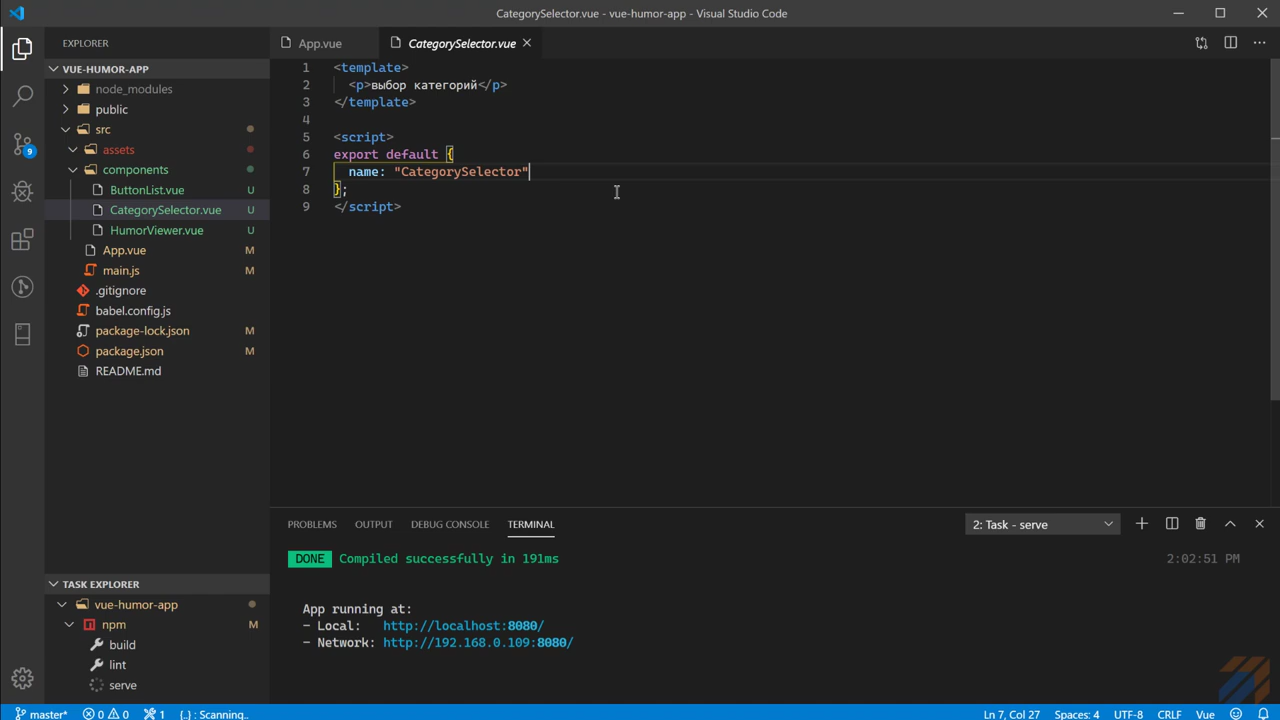 CategorySelector.vue - vue-humor-app - Visual Studio Code
EXPLORER
VUE-HUMOR-APP
node_modules
public
src
assets
components
ButtonList.vue U
CategorySelector.vue U
HumorViewer.vue U
App.vue M
main.js M
.gitignore
babel.config.js
package-lock.json M
package.json M
README.md
TASK EXPLORER
vue-humor-app
npm M
build
lint
serve
9
App.vue
CategorySelector.vue
1 <template>
2 <p>выбор категорий</p>
3 </template>
4
5 <script>
6 export default {
7 name: "CategorySelector"
8 };
9 </script>
PROBLEMS OUTPUT DEBUG CONSOLE TERMINAL 2: Task - serve
DONE Compiled successfully in 191ms 2:02:51 PM
App running at:
- Local: http://localhost:8080/
- Network: http://192.168.0.109:8080/
master* 0 0 1 {..} : Scanning.. Ln 7, Col 27 Spaces: 4 UTF-8 CRLF Vue